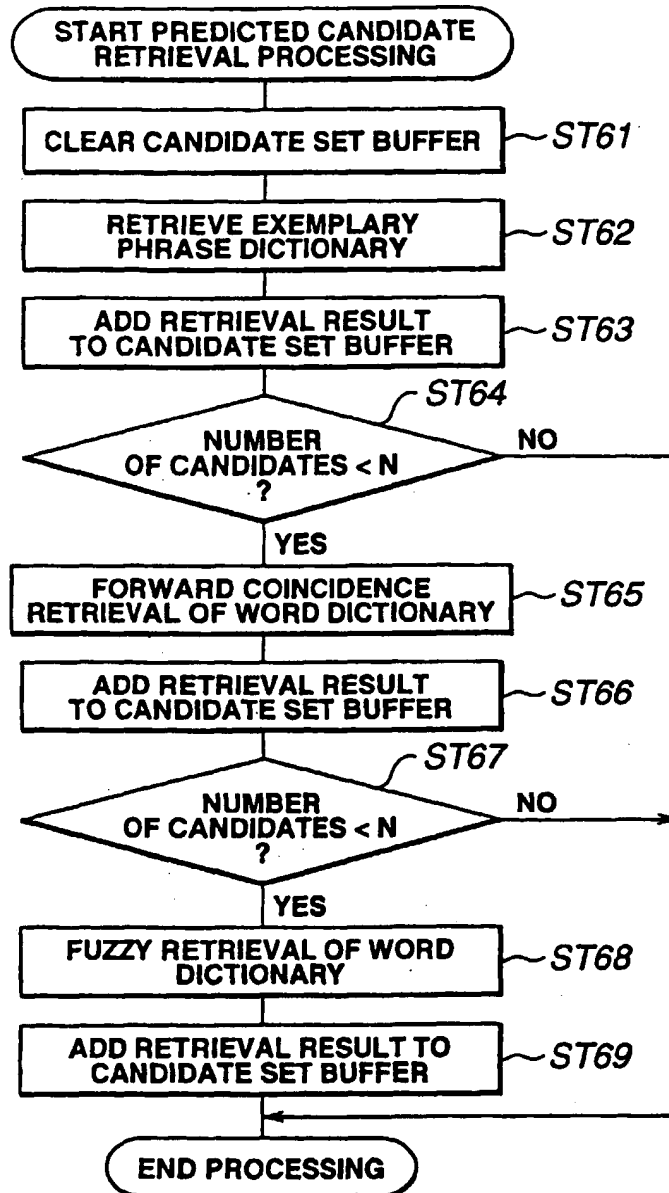 START PREDICTED CANDIDATE
RETRIEVAL PROCESSING
CLEAR CANDIDATE SET BUFFER
ST61
RETRIEVE EXEMPLARY
PHRASE DICTIONARY
ST62
ADD RETRIEVAL RESULT
TO CANDIDATE SET BUFFER
ST63
ST64
NUMBER
OF CANDIDATES < N
?
NO
YES
FORWARD COINCIDENCE
RETRIEVAL OF WORD DICTIONARY
ST65
ADD RETRIEVAL RESULT
TO CANDIDATE SET BUFFER
ST66
ST67
NUMBER
OF CANDIDATES < N
?
NO
YES
FUZZY RETRIEVAL OF WORD
DICTIONARY
ST68
ADD RETRIEVAL RESULT TO
CANDIDATE SET BUFFER
ST69
END PROCESSING